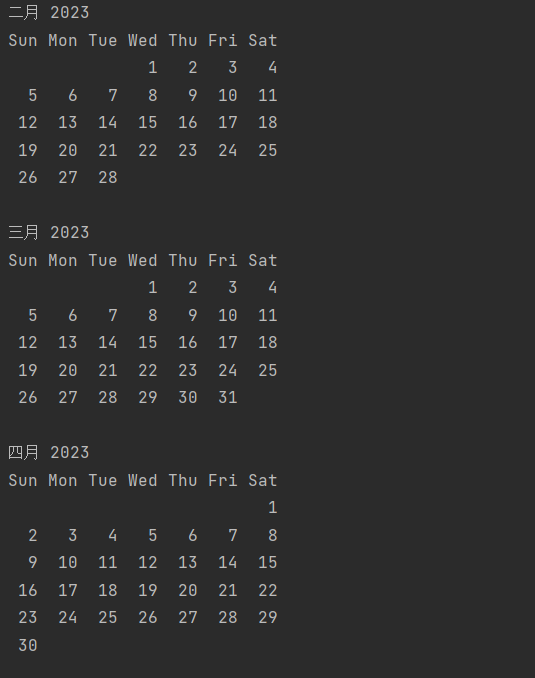 二月 2023
Sun Mon Tue Wed Thu Fri Sat
1 2 3 4
5 6 7 8 9 10 11
12 13 14 15 16 17 18
19 20 21 22 23 24 25
26 27 28
三月 2023
Sun Mon Tue Wed Thu Fri Sat
1 2 3 4
5 6 7 8 9 10 11
12 13 14 15 16 17 18
19 20 21 22 23 24 25
26 27 28 29 30 31
四月 2023
Sun Mon Tue Wed Thu Fri Sat
1
2 3 4 5 6 7 8
9 10 11 12 13 14 15
16 17 18 19 20 21 22
23 24 25 26 27 28 29
30